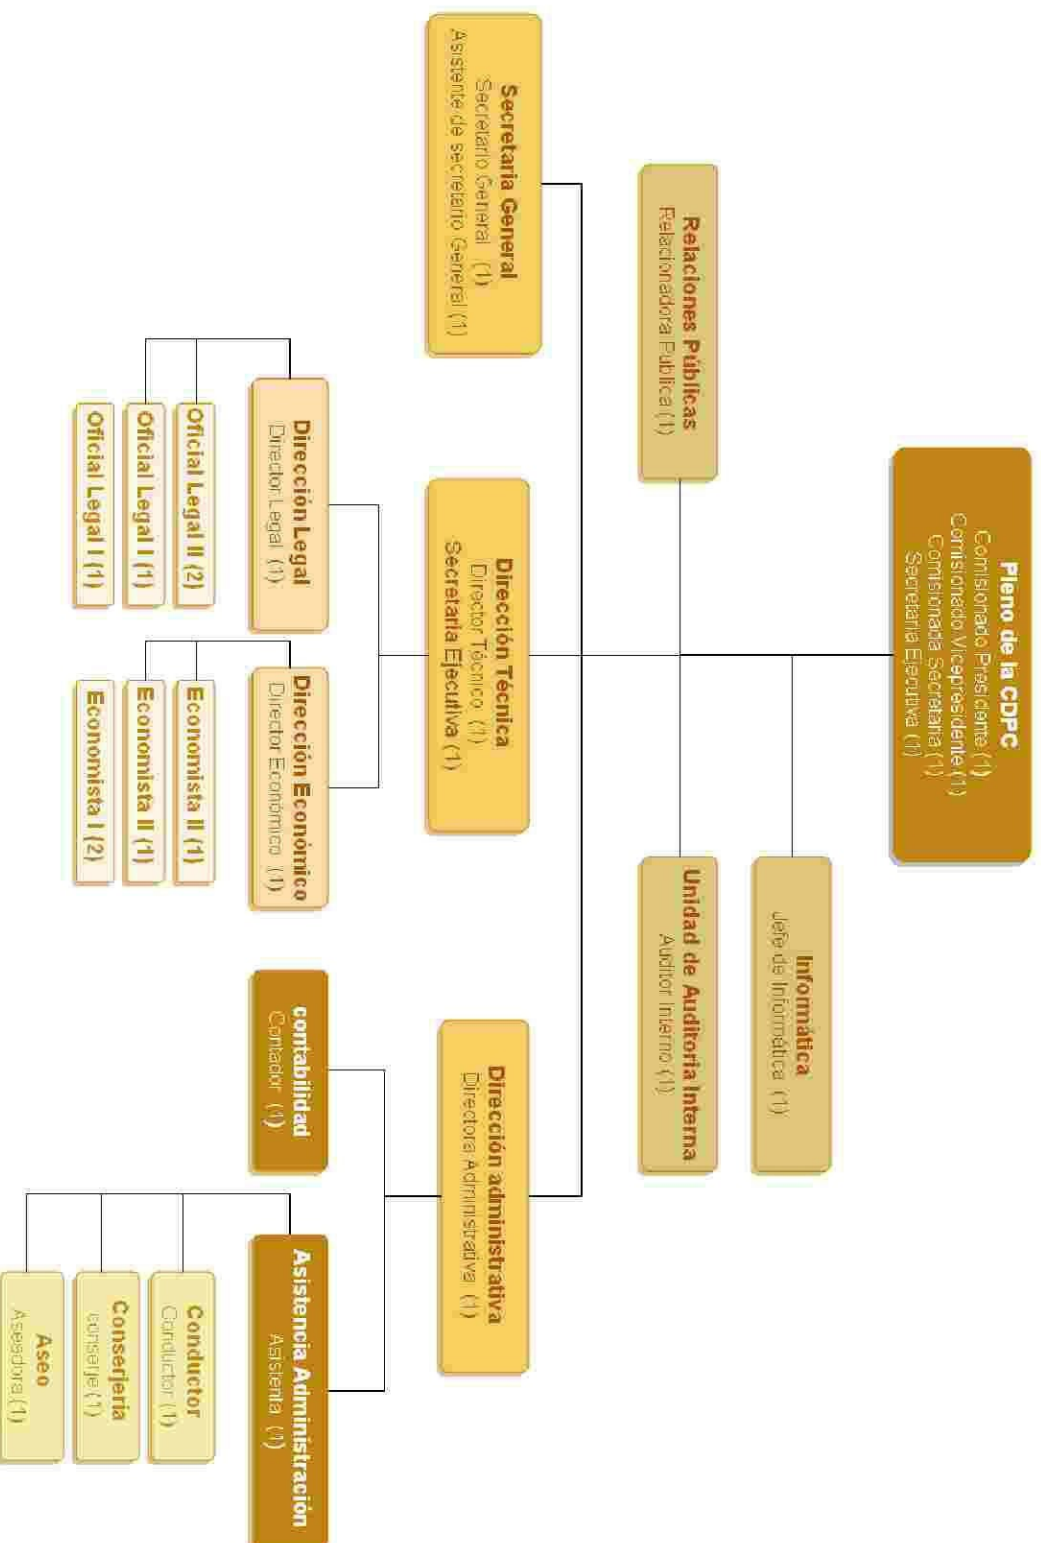 Pleno de la CDPC
Comisionado Presidente (1)
Comisionado Vicepresidente (1)
Comisionada Secretaria (1)
Secretaria Ejecutiva (1)
Informática
Jefe de Informática (1)
Relaciones Públicas
Relacionadora Publica (1)
Unidad de Auditoria Interna
Auditor Interno (1)
Secretaria General
Secretario General (1)
Asistente de secretario General (1)
Dirección Técnica
Director Técnico (1)
Secretaria Ejecutiva (1)
Dirección administrativa
Directora Administrativa (1)
Dirección Legal
Director Legal (1)
Oficial Legal II (2)
Oficial Legal I (1)
Oficial Legal I (1)
Dirección Económico
Director Económico (1)
Economista II (1)
Economista II (1)
Economista I (2)
contabilidad
Contador (1)
Asistencia Administración
Asistenta (1)
Conductor
Conductor (1)
Conserjeria
conserje (1)
Aseo
Aseadora (1)